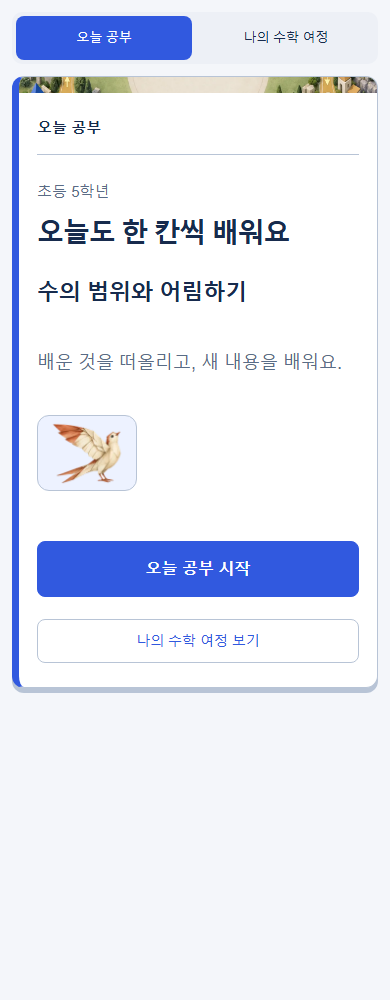 오늘 공부
나의 수학 여정
오늘 공부
초등 5학년
오늘도 한 칸씩 배워요
수의 범위와 어림하기
배운 것을 떠올리고, 새 내용을 배워요.
오늘 공부 시작
나의 수학 여정 보기